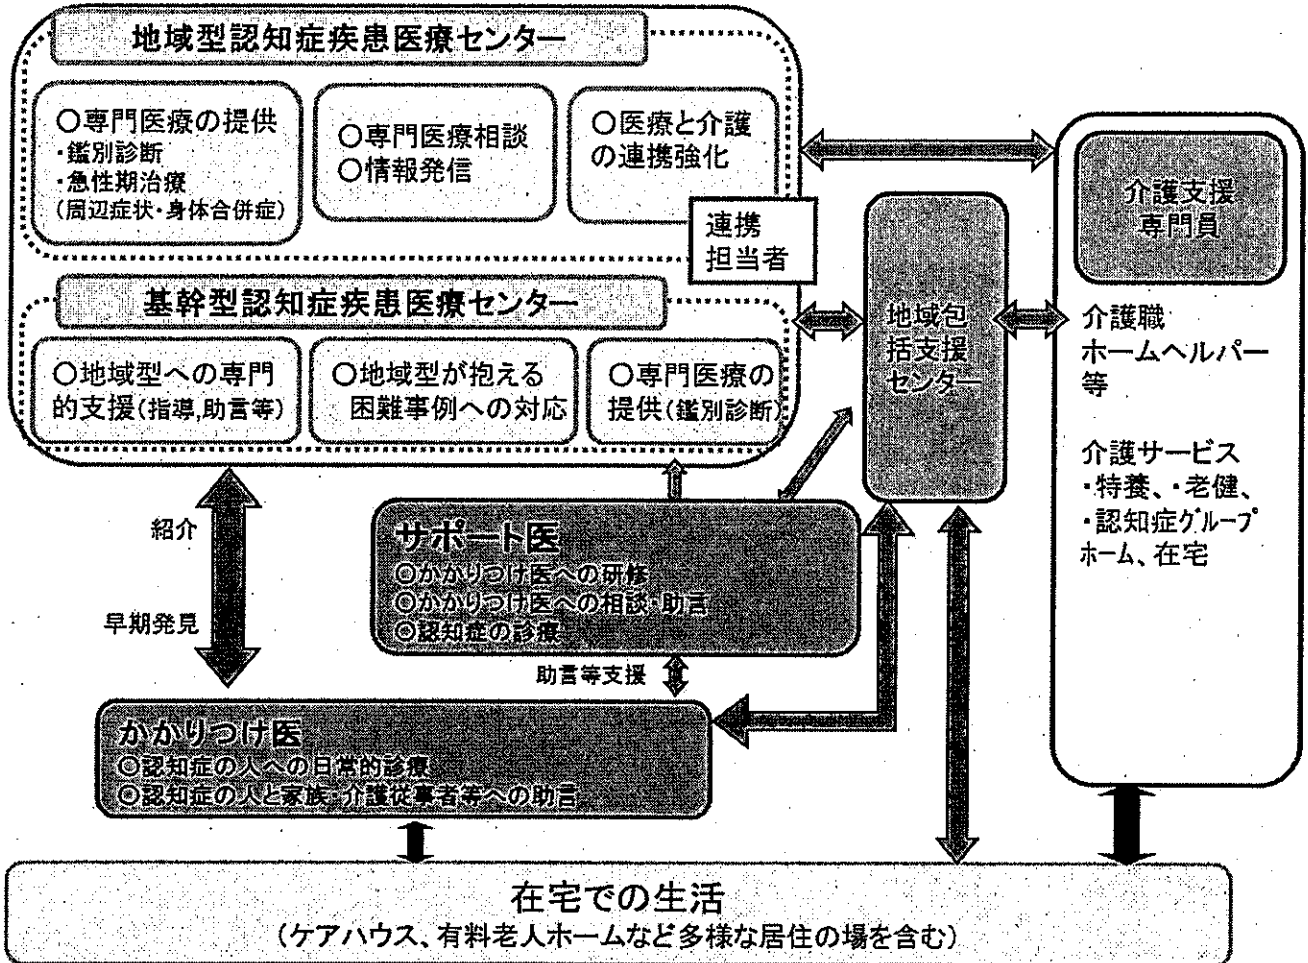 地域型認知症疾患医療センター
○専門医療の提供
・鑑別診断
・急性期治療
(周辺症状・身体合併症)
○専門医療相談
○情報発信
○医療と介護
の連携強化
連携
担当者
基幹型認知症疾患医療センター
○地域型への専門
的支援(指導,助言等)
○地域型が抱える
困難事例への対応
○専門医療の
提供(鑑別診断)
地域包
括支援
センター
介護支援
専門員
介護職
ホームヘルパー
等
介護サービス
・特養、・老健、
・認知症グループ
ホーム、在宅
紹介
早期発見
サポート医
◎かかりつけ医への研修
◎かかりつけ医への相談・助言
◎認知症の診療
助言等支援
かかりつけ医
◎認知症の人への日常的診療
◎認知症の人と家族・介護従事者等への助言
在宅での生活
(ケアハウス、有料老人ホームなど多様な居住の場を含む)